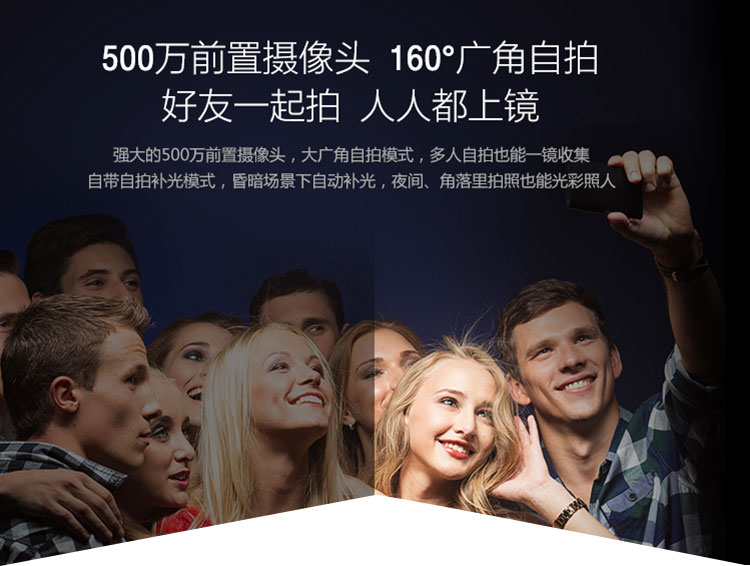 500万前置摄像头 160°广角自拍
好友一起拍 人人都上镜
强大的500万前置摄像头，大广角自拍模式，多人自拍也能一镜收集
自带自拍补光模式，昏暗场景下自动补光，夜间、角落里拍照也能光彩照人